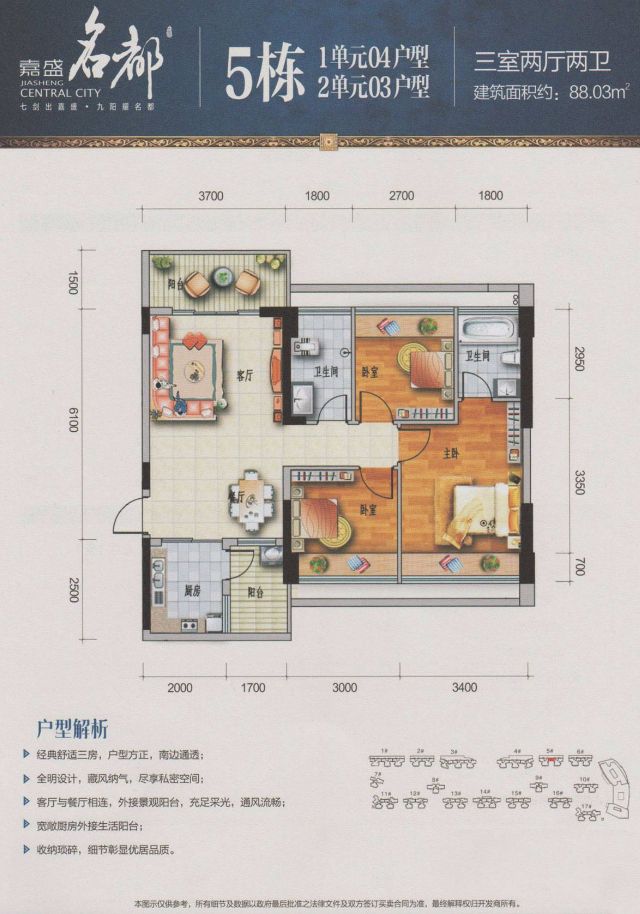 嘉盛
名都
JIASHENG
CENTRAL CITY
七剑出嘉盛·九阳耀名都
5栋
1单元04户型
2单元03户型
三室两厅两卫
建筑面积约：88.03m²
3700
1800
2700
1800
1500
6100
2500
2950
3350
700
阳台
客厅
卫生间
卧室
卫生间
主卧
餐厅
卧室
厨房
阳台
2000
1700
3000
3400
户型解析
经典舒适三房，户型方正，南边通透；
全明设计，藏风纳气，尽享私密空间；
客厅与餐厅相连，外接景观阳台，充足采光，通风流畅；
宽敞厨房外接生活阳台；
收纳琐碎，细节彰显优居品质。
1#
2#
3#
4#
5#
6#
7#
8#
9#
10#
11#
12#
13#
14#
15#
16#
17#
本图示仅供参考，所有细节及数据以政府最后批准之法律文件及双方签订买卖合同为准，最终解释权归开发商所有。